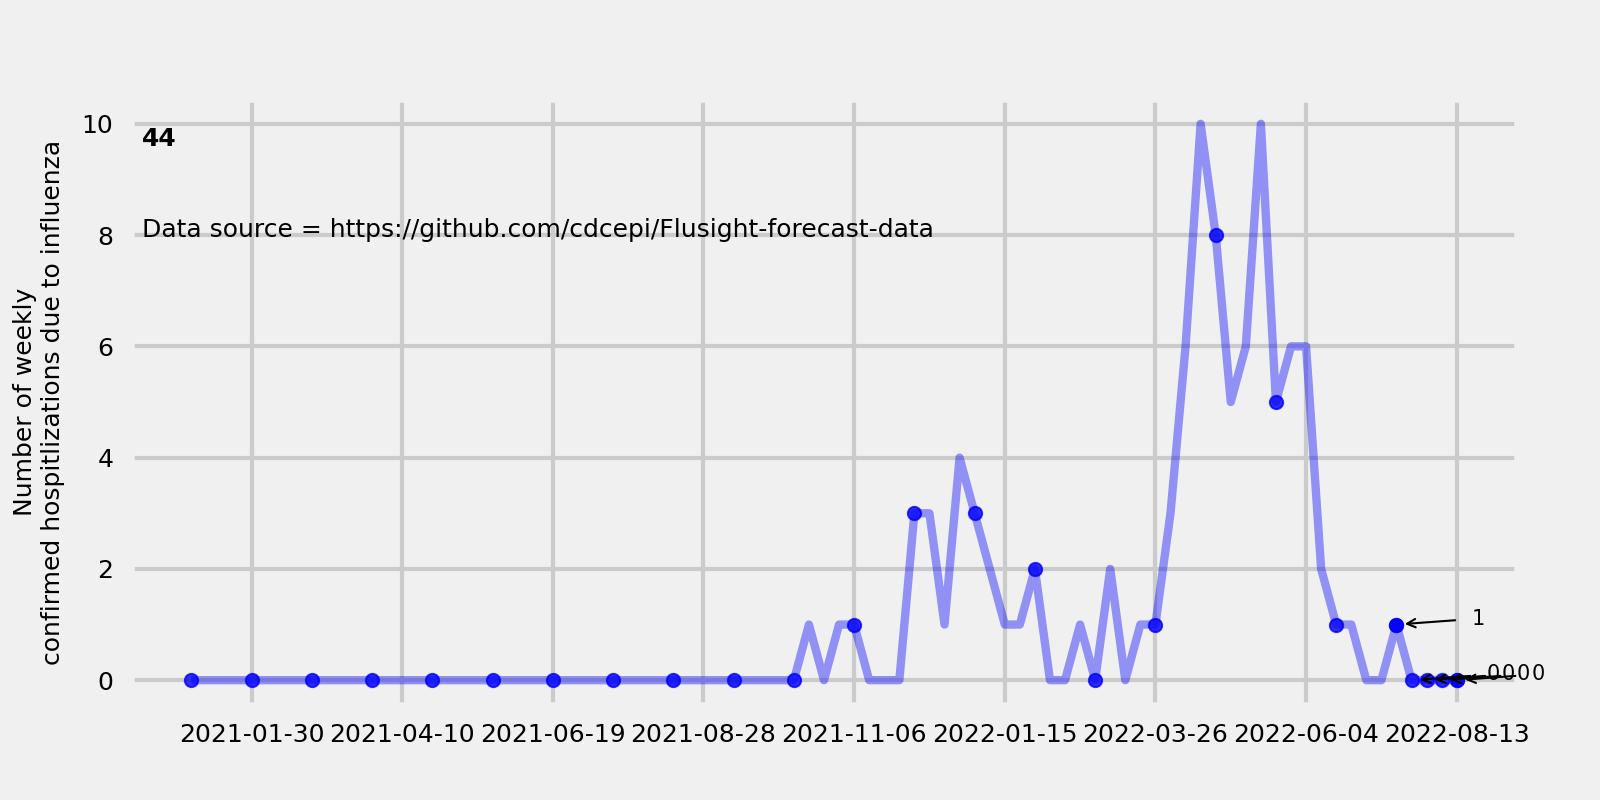 10
44
Data source = https://github.com/cdcepi/Flusight-forecast-data
8
6
4
2
0
Number of weekly
confirmed hospitlizations due to influenza
1
0000
2021-01-30 2021-04-10 2021-06-19 2021-08-28 2021-11-06 2022-01-15 2022-03-26 2022-06-04 2022-08-13